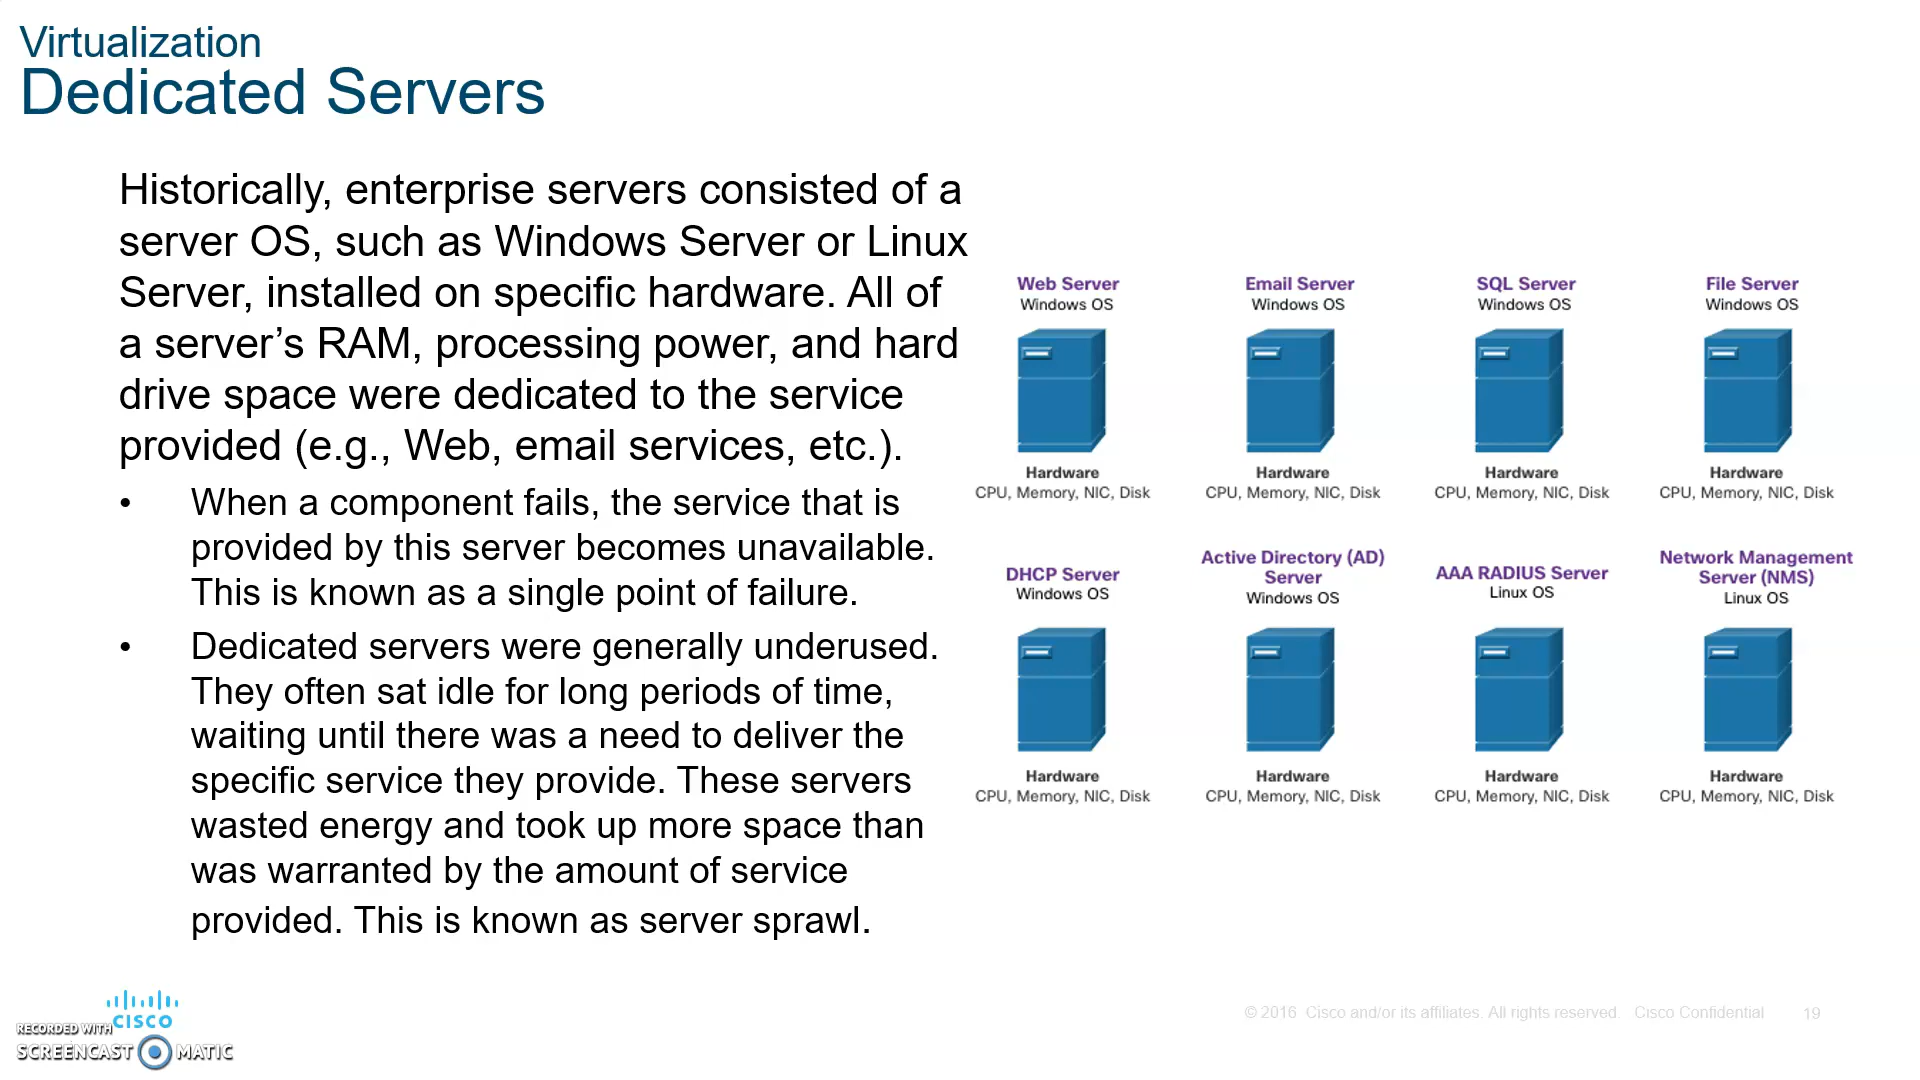 Virtualization
Dedicated Servers
Historically, enterprise servers consisted of a
server OS, such as Windows Server or Linux
Server, installed on specific hardware. All of
a server’s RAM, processing power, and hard
drive space were dedicated to the service
provided (e.g., Web, email services, etc.).
• When a component fails, the service that is
provided by this server becomes unavailable.
This is known as a single point of failure.
• Dedicated servers were generally underused.
They often sat idle for long periods of time,
waiting until there was a need to deliver the
specific service they provide. These servers
wasted energy and took up more space than
was warranted by the amount of service
provided. This is known as server sprawl.
Web Server
Windows OS
Hardware
CPU, Memory, NIC, Disk
Email Server
Windows OS
Hardware
CPU, Memory, NIC, Disk
SQL Server
Windows OS
Hardware
CPU, Memory, NIC, Disk
File Server
Windows OS
Hardware
CPU, Memory, NIC, Disk
DHCP Server
Windows OS
Hardware
CPU, Memory, NIC, Disk
Active Directory (AD)
Server
Windows OS
Hardware
CPU, Memory, NIC, Disk
AAA RADIUS Server
Linux OS
Hardware
CPU, Memory, NIC, Disk
Network Management
Server (NMS)
Linux OS
Hardware
CPU, Memory, NIC, Disk
CISCO
RECORDED WITH
SCREENCAST MATIC
© 2016 Cisco and/or its affiliates. All rights reserved. Cisco Confidential
19